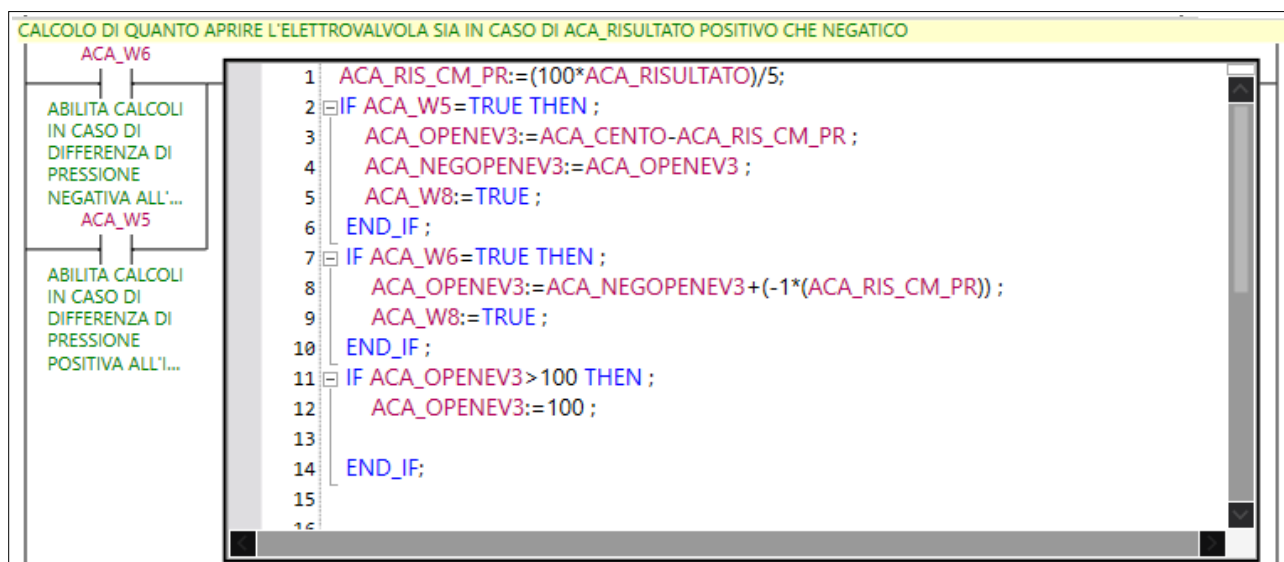 CALCOLO DI QUANTO APRIRE L'ELETTROVALVOLA SIA IN CASO DI ACA_RISULTATO POSITIVO CHE NEGATICO
ACA_W6
ABILITA CALCOLI
IN CASO DI
DIFFERENZA DI
PRESSIONE
NEGATIVA ALL'...
ACA_W5
ABILITA CALCOLI
IN CASO DI
DIFFERENZA DI
PRESSIONE
POSITIVA ALL'I...
1 ACA_RIS_CM_PR:=(100*ACA_RISULTATO)/5;
2 IF ACA_W5=TRUE THEN ;
3 ACA_OPENEV3:=ACA_CENTO-ACA_RIS_CM_PR ;
4 ACA_NEGOPENEV3:=ACA_OPENEV3 ;
5 ACA_W8:=TRUE ;
6 END_IF ;
7 IF ACA_W6=TRUE THEN ;
8 ACA_OPENEV3:=ACA_NEGOPENEV3+(-1*(ACA_RIS_CM_PR)) ;
9 ACA_W8:=TRUE ;
10 END_IF ;
11 IF ACA_OPENEV3>100 THEN ;
12 ACA_OPENEV3:=100 ;
13
14 END_IF;
15